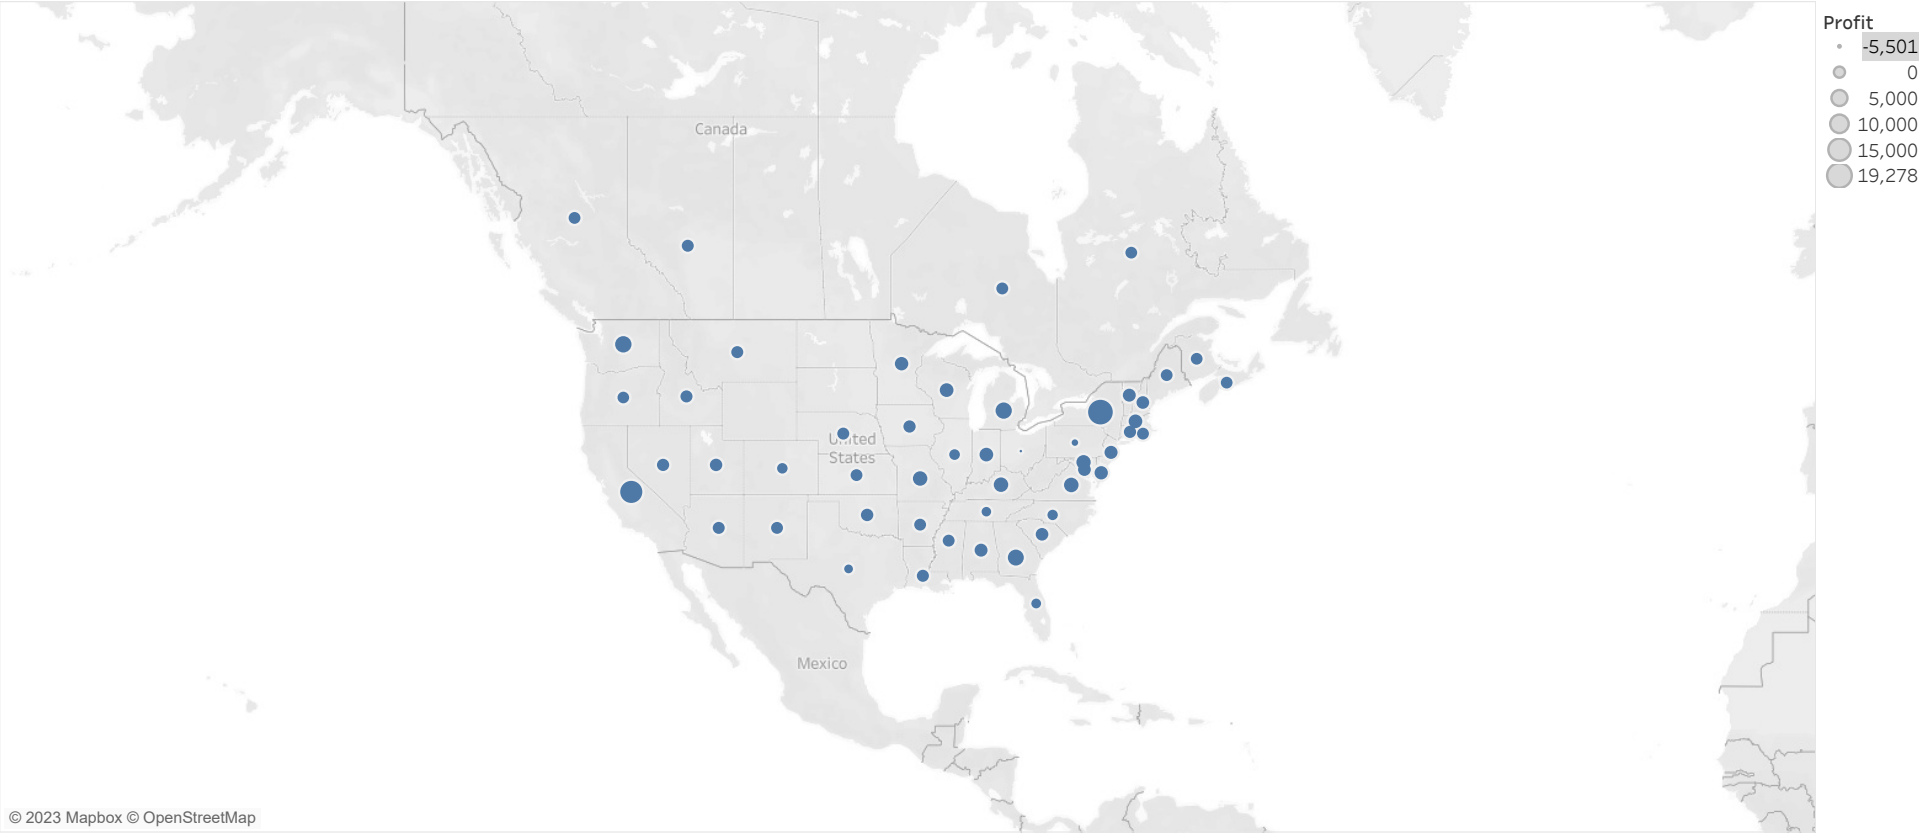 Profit
-5,501
0
5,000
10,000
15,000
19,278
Canada
United
States
Mexico
© 2023 Mapbox © OpenStreetMap